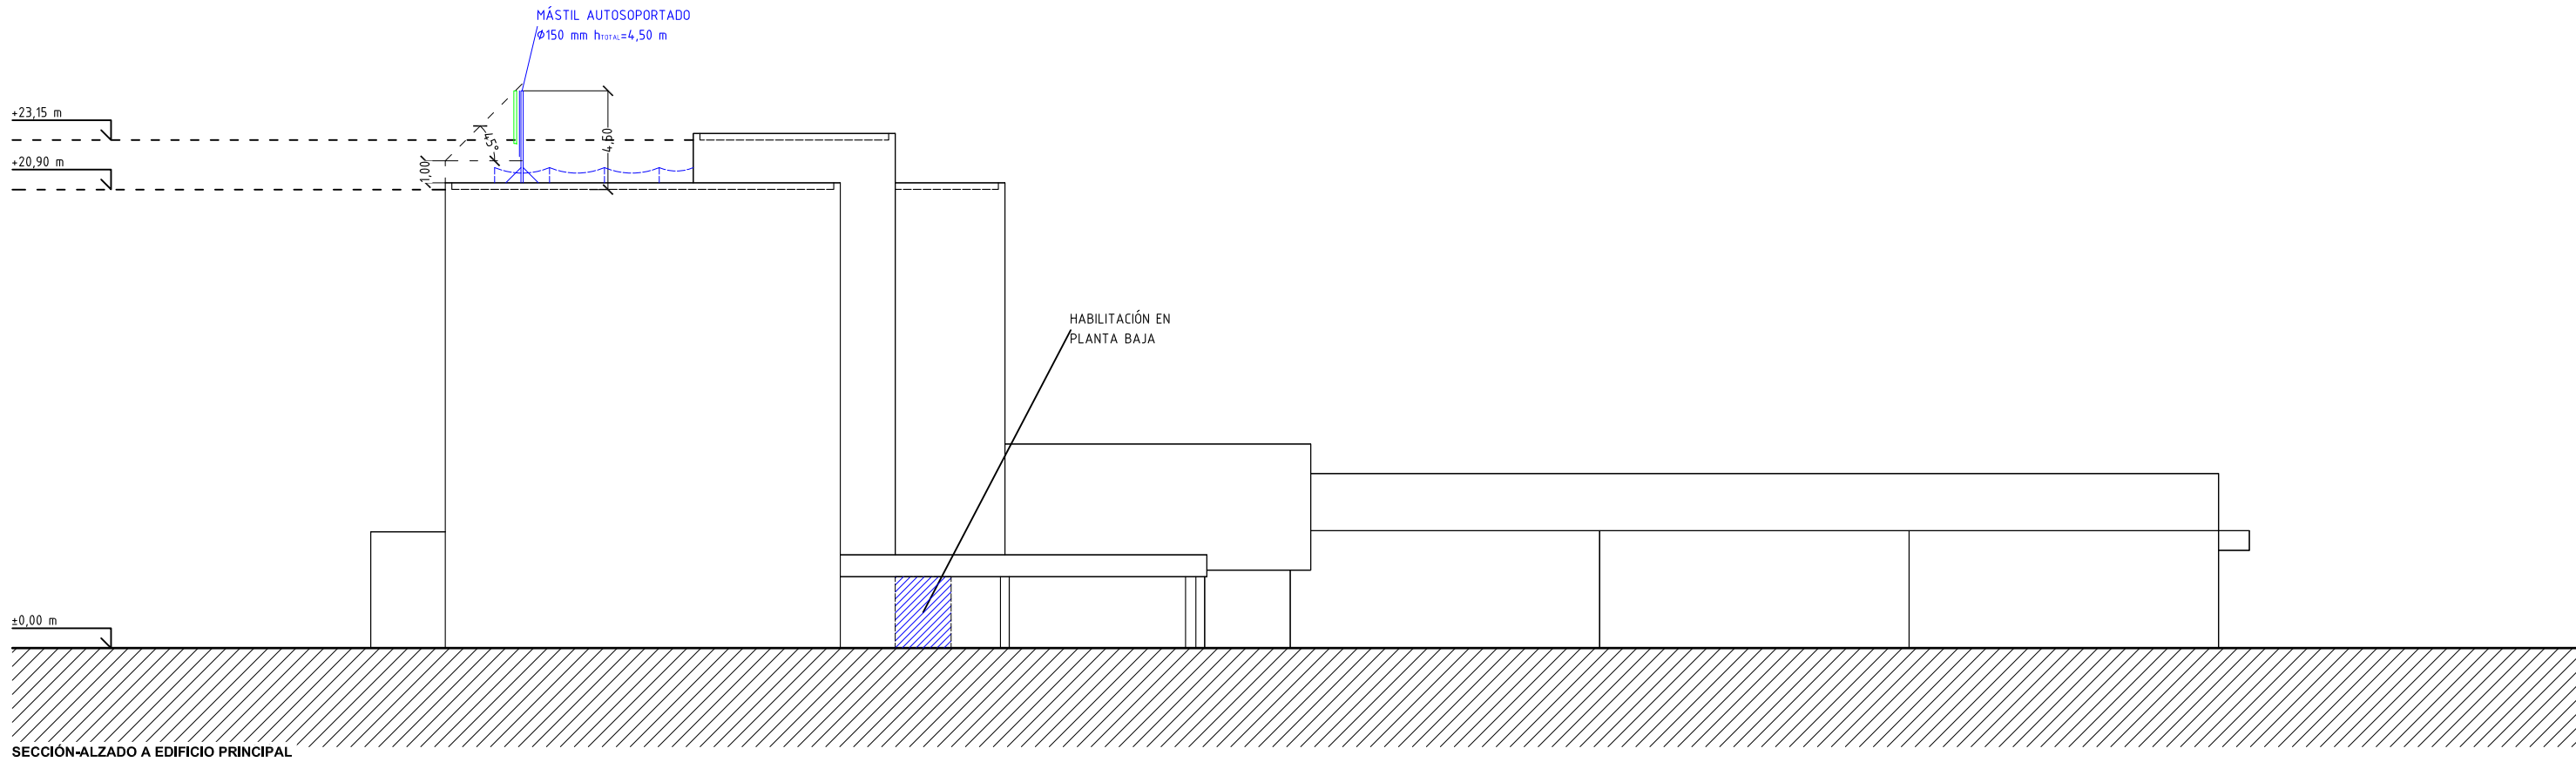 MÁSTIL AUTOSOPORTADO
Ø150 mm hTOTAL=4,50 m
+23,15 m
45°
4,60
+20,90 m
1,00
HABILITACIÓN EN
PLANTA BAJA
±0,00 m
SECCIÓN-ALZADO A EDIFICIO PRINCIPAL